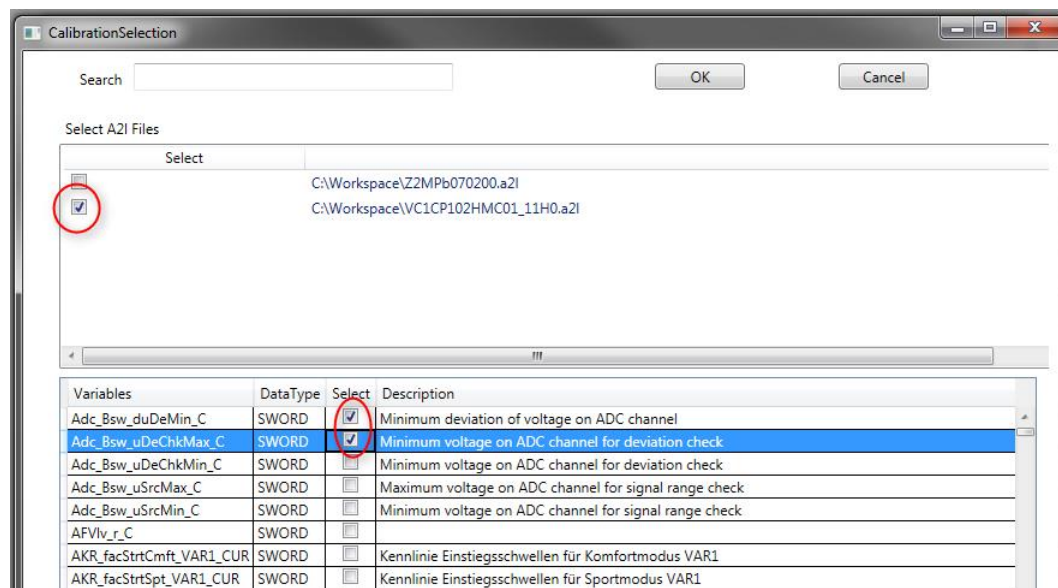 CalibrationSelection
Search OK Cancel
Select A2l Files
Select
C:\Workspace\Z2MPb070200.a2l
C:\Workspace\VC1CP102HMC01_11H0.a2l
Variables DataType Select Description
Adc_Bsw_duDeMin_C SWORD Minimum deviation of voltage on ADC channel
Adc_Bsw_uDeChkMax_C SWORD Minimum voltage on ADC channel for deviation check
Adc_Bsw_uDeChkMin_C SWORD Minimum voltage on ADC channel for deviation check
Adc_Bsw_uSrcMax_C SWORD Maximum voltage on ADC channel for signal range check
Adc_Bsw_uSrcMin_C SWORD Minimum voltage on ADC channel for signal range check
AFVlv_r_C SWORD
AKR_facStrtCmft_VAR1_CUR SWORD Kennlinie Einstiegsschwellen für Komfortmodus VAR1
AKR_facStrtSpt_VAR1_CUR SWORD Kennlinie Einstiegsschwellen für Sportmodus VAR1